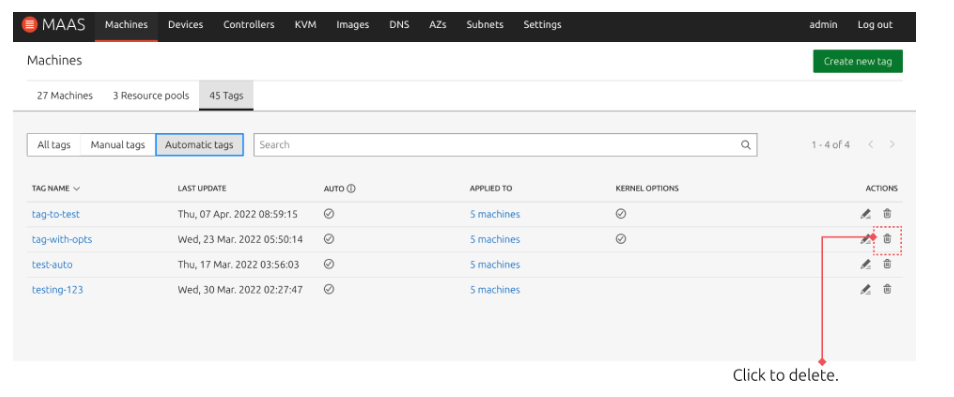 MAAS Machines Devices Controllers KVM Images DNS AZs Subnets Settings admin Log out
Machines Create new tag
27 Machines 3 Resource pools 45 Tags
All tags Manual tags Automatic tags Search 1 - 4 of 4
TAG NAME LAST UPDATE AUTO APPLIED TO KERNEL OPTIONS ACTIONS
tag-to-test Thu, 07 Apr. 2022 08:59:15 5 machines
tag-with-opts Wed, 23 Mar. 2022 05:50:14 5 machines
test-auto Thu, 17 Mar. 2022 03:56:03 5 machines
testing-123 Wed, 30 Mar. 2022 02:27:47 5 machines
Click to delete.